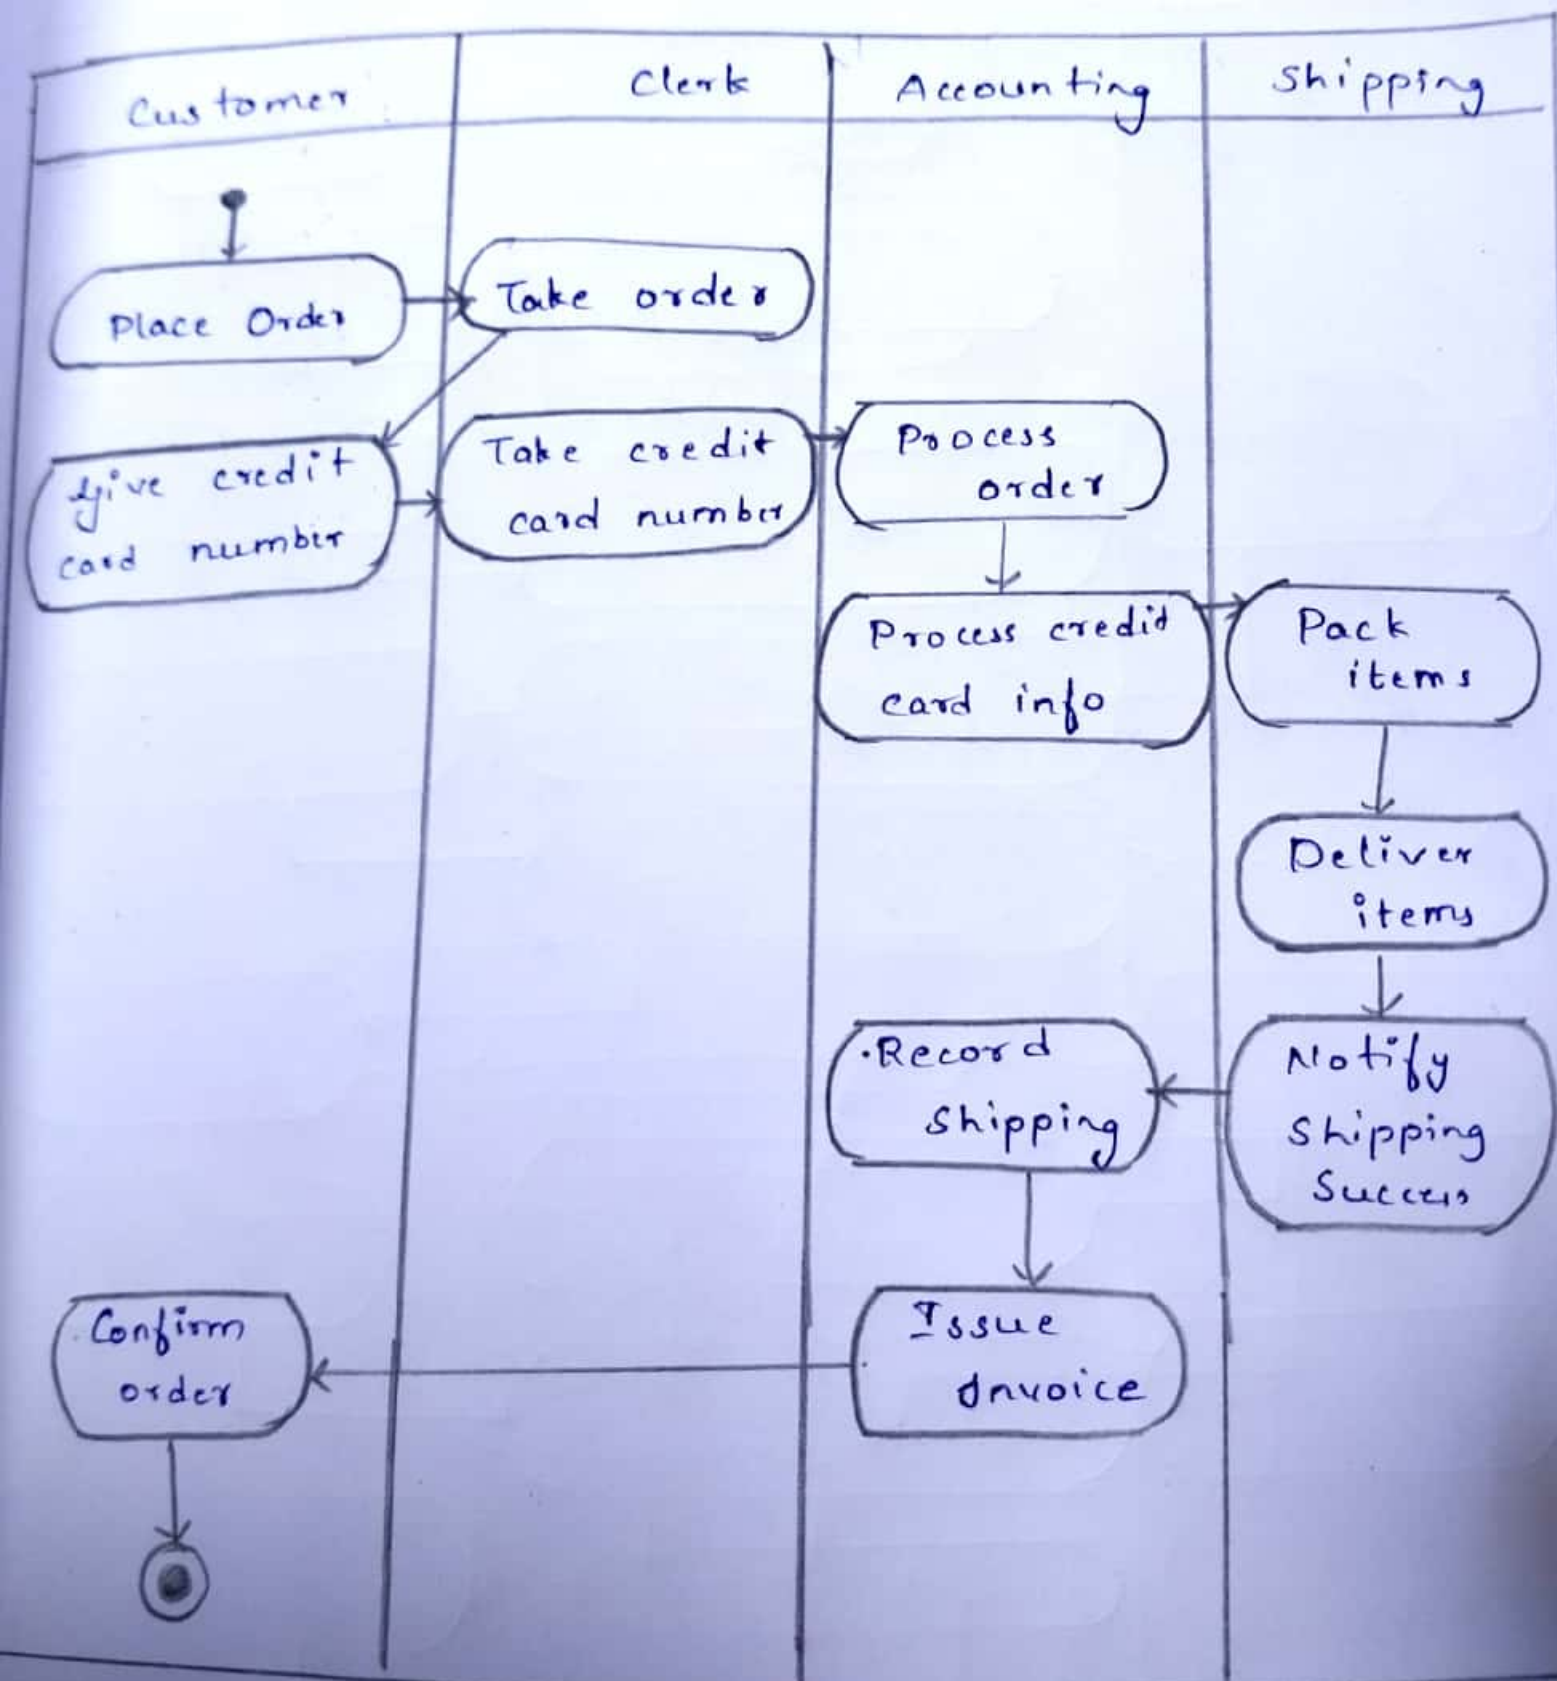 Customer
Clerk
Accounting
Shipping
Place Order
Take order
Give credit
card number
Take credit
card number
Process
order
Process credit
card info
Pack
items
Deliver
items
Notify
Shipping
Success
Record
Shipping
Issue
Invoice
Confirm
order